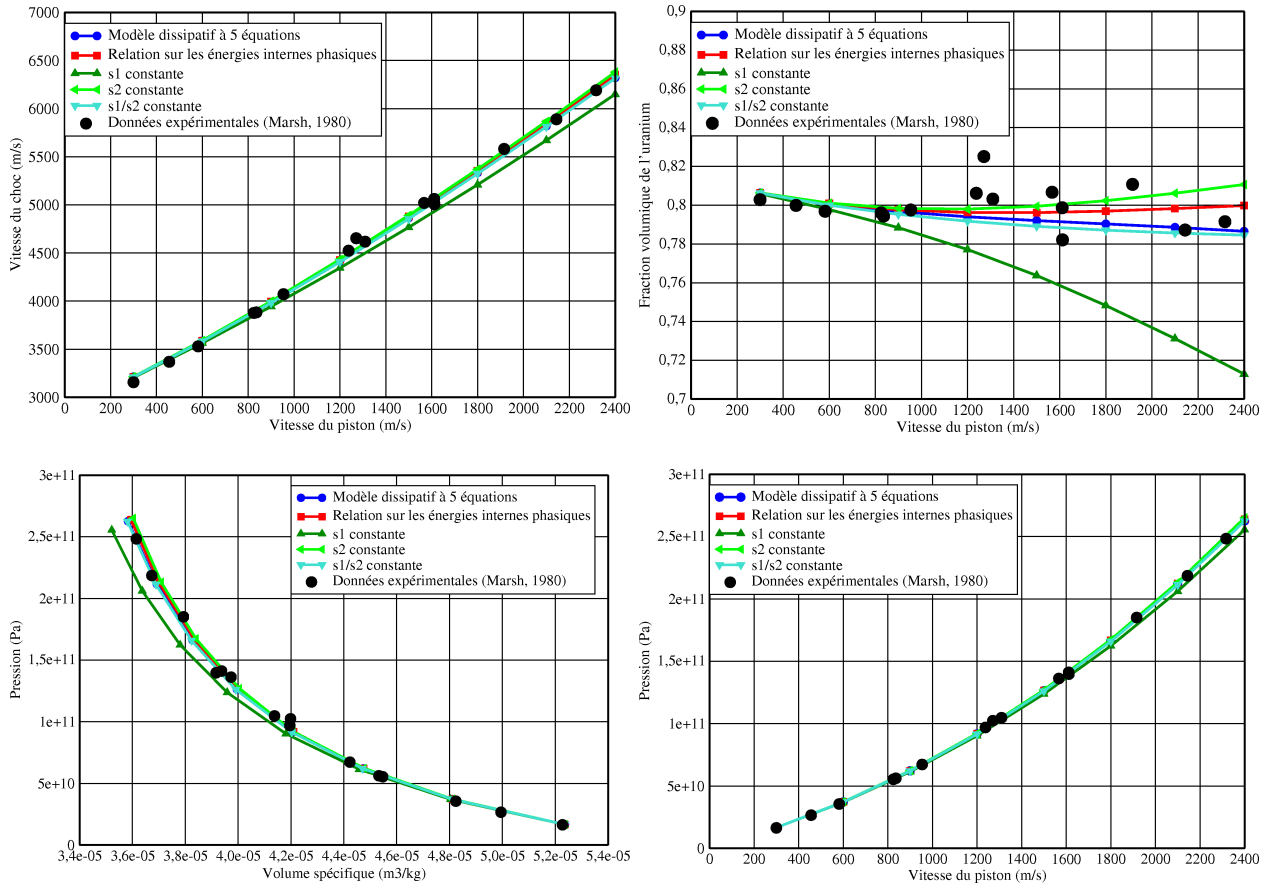 7000
6500
6000
5500
5000
4500
4000
3500
3000
Vitesse du choc (m/s)
Modèle dissipatif à 5 équations
Relation sur les énergies internes phasiques
s1 constante
s2 constante
s1/s2 constante
Données expérimentales (Marsh, 1980)
0 200 400 600 800 1000 1200 1400 1600 1800 2000 2200 2400
Vitesse du piston (m/s)
0,9
0,88
0,86
0,84
0,82
0,8
0,78
0,76
0,74
0,72
0,7
Fraction volumique de l'uranium
Modèle dissipatif à 5 équations
Relation sur les énergies internes phasiques
s1 constante
s2 constante
s1/s2 constante
Données expérimentales (Marsh, 1980)
0 200 400 600 800 1000 1200 1400 1600 1800 2000 2200 2400
Vitesse du piston (m/s)
3e+11
2,5e+11
2e+11
1,5e+11
1e+11
5e+10
0
Pression (Pa)
Modèle dissipatif à 5 équations
Relation sur les énergies internes phasiques
s1 constante
s2 constante
s1/s2 constante
Données expérimentales (Marsh, 1980)
3,4e-05 3,6e-05 3,8e-05 4,0e-05 4,2e-05 4,4e-05 4,6e-05 4,8e-05 5,0e-05 5,2e-05 5,4e-05
Volume spécifique (m3/kg)
3e+11
2,5e+11
2e+11
1,5e+11
1e+11
5e+10
0
Pression (Pa)
Modèle dissipatif à 5 équations
Relation sur les énergies internes phasiques
s1 constante
s2 constante
s1/s2 constante
Données expérimentales (Marsh, 1980)
0 200 400 600 800 1000 1200 1400 1600 1800 2000 2200 2400
Vitesse du piston (m/s)